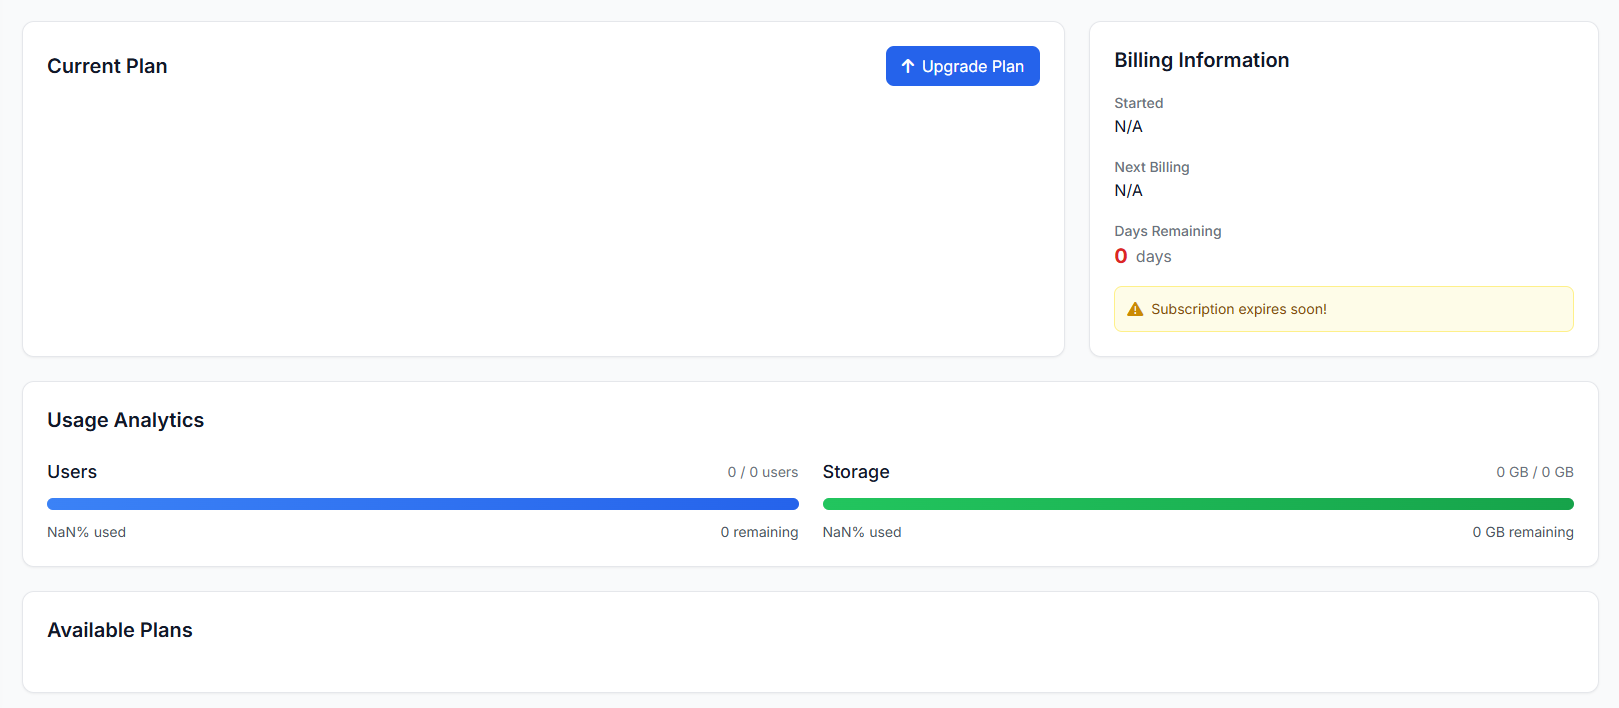 Current Plan
Upgrade Plan
Billing Information
Started
N/A
Next Billing
N/A
Days Remaining
0 days
Subscription expires soon!
Usage Analytics
Users
0 / 0 users
NaN% used
0 remaining
Storage
0 GB / 0 GB
NaN% used
0 GB remaining
Available Plans